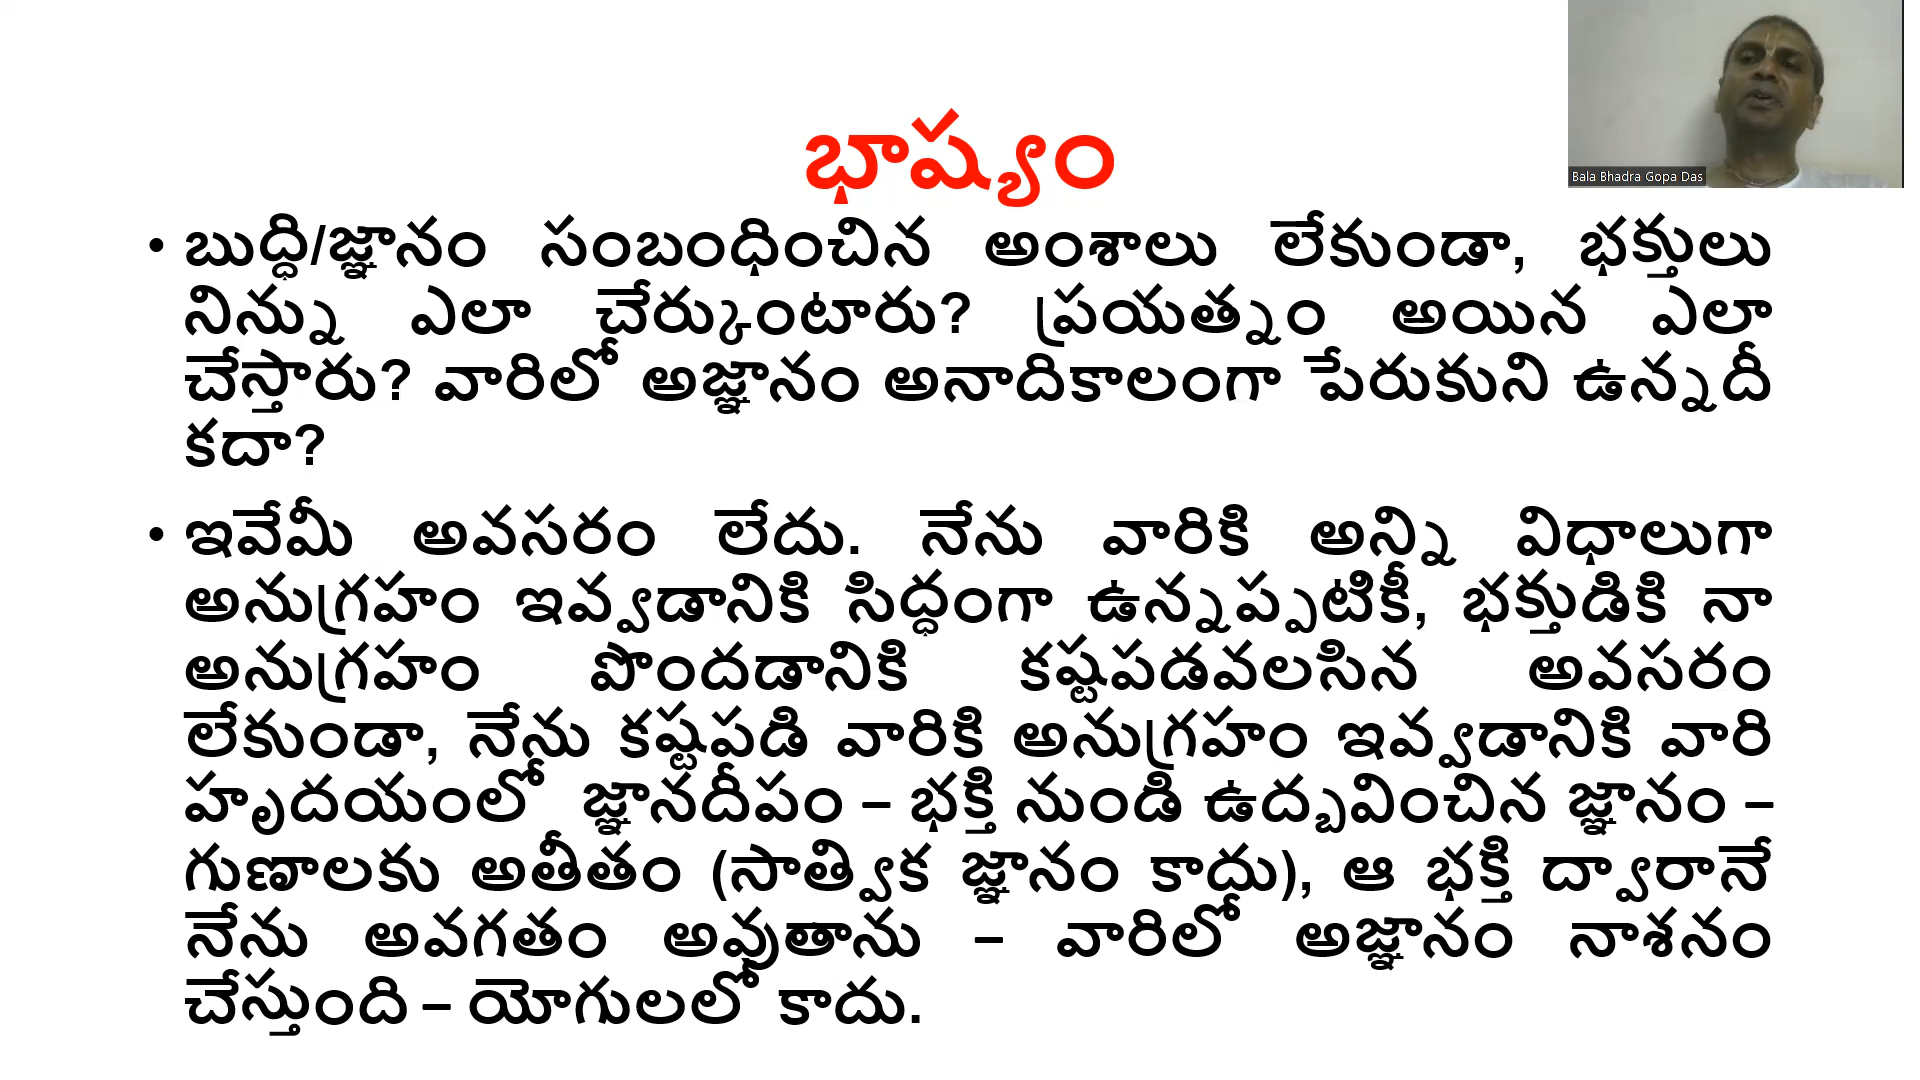 Bala Bhadra Gopa Das
భాష్యం
• బుద్ధి/జ్ఞానం సంబంధించిన అంశాలు లేకుండా, భక్తులు
నిన్ను ఎలా చేర్కుంటారు? ప్రయత్నం అయిన ఎలా
చేస్తారు? వారిలో అజ్ఞానం అనాదికాలంగా పేరుకుని ఉన్నదీ
కదా?
• ఇవేమీ అవసరం లేదు. నేను వారికి అన్ని విధాలుగా
అనుగ్రహం ఇవ్వడానికి సిద్ధంగా ఉన్నప్పటికీ, భక్తుడికి నా
అనుగ్రహం పొందడానికి కష్టపడవలసిన అవసరం
లేకుండా, నేను కష్టపడి వారికి అనుగ్రహం ఇవ్వడానికి వారి
హృదయంలో జ్ఞానదీపం – భక్తి నుండి ఉద్బవించిన జ్ఞానం –
గుణాలకు అతీతం (సాత్విక జ్ఞానం కాదు), ఆ భక్తి ద్వారానే
నేను అవగతం అవుతాను – వారిలో అజ్ఞానం నాశనం
చేస్తుంది – యోగులలో కాదు.